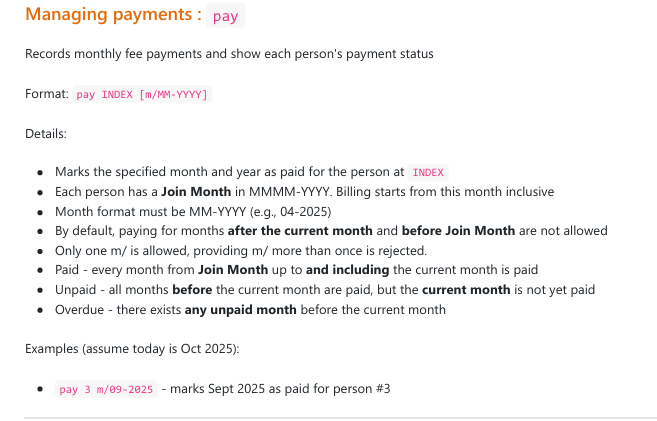 Managing payments : pay
Records monthly fee payments and show each person's payment status
Format: pay INDEX [m/MM-YYYY]
Details:
Marks the specified month and year as paid for the person at INDEX
Each person has a Join Month in MMMM-YYYY. Billing starts from this month inclusive
Month format must be MM-YYYY (e.g., 04-2025)
By default, paying for months after the current month and before Join Month are not allowed
Only one m/ is allowed, providing m/ more than once is rejected.
Paid - every month from Join Month up to and including the current month is paid
Unpaid - all months before the current month are paid, but the current month is not yet paid
Overdue - there exists any unpaid month before the current month
Examples (assume today is Oct 2025):
pay 3 m/09-2025 - marks Sept 2025 as paid for person #3